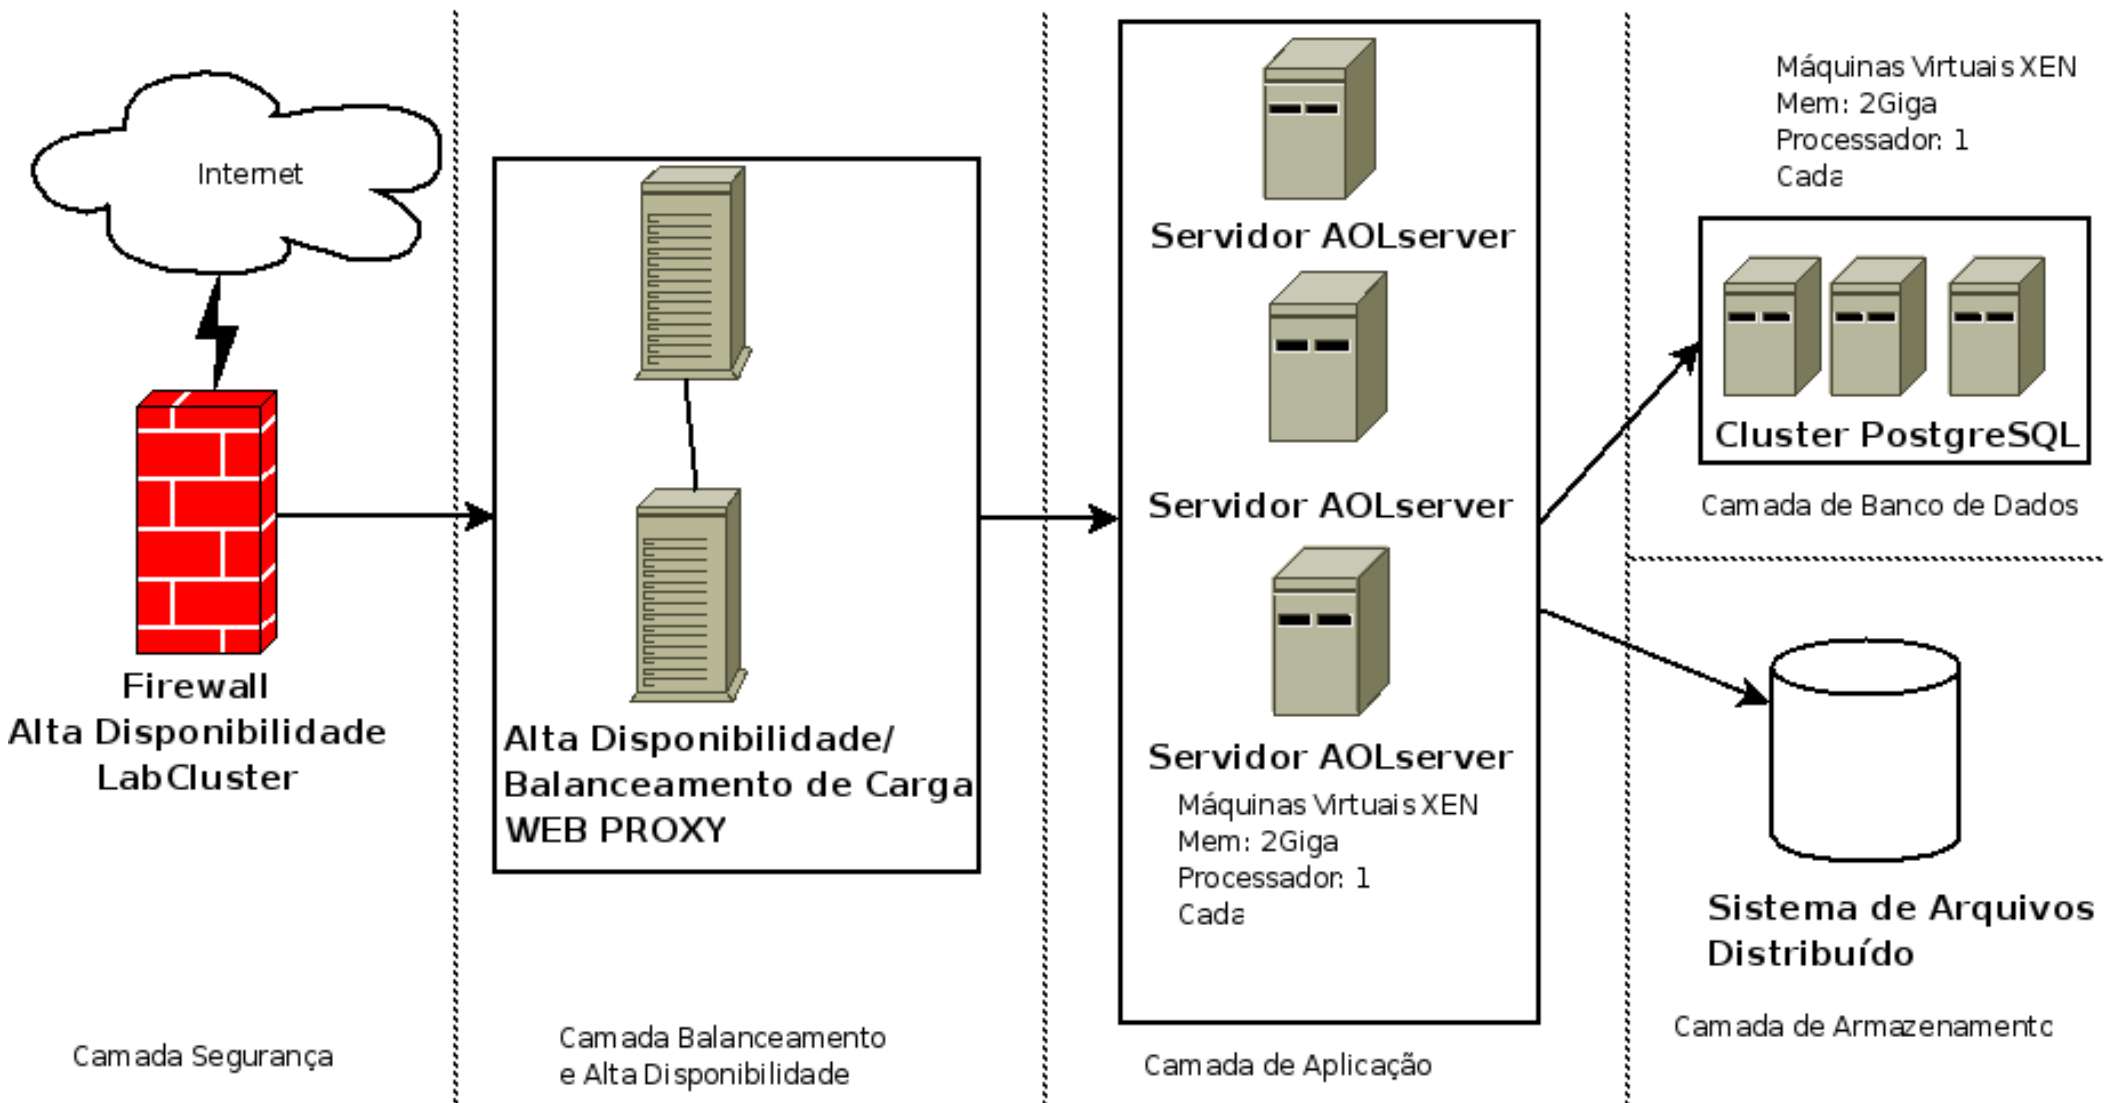 Internet
Firewall
Alta Disponibilidade
LabCluster
Camada Segurança
Alta Disponibilidade/
Balanceamento de Carga
WEB PROXY
Camada Balanceamento
e Alta Disponibilidade
Servidor AOLserver
Servidor AOLserver
Servidor AOLserver
Máquinas Virtuais XEN
Mem: 2Giga
Processador: 1
Cada
Camada de Aplicação
Máquinas Virtuais XEN
Mem: 2Giga
Processador: 1
Cada
Cluster PostgreSQL
Camada de Banco de Dados
Sistema de Arquivos
Distribuído
Camada de Armazenamento